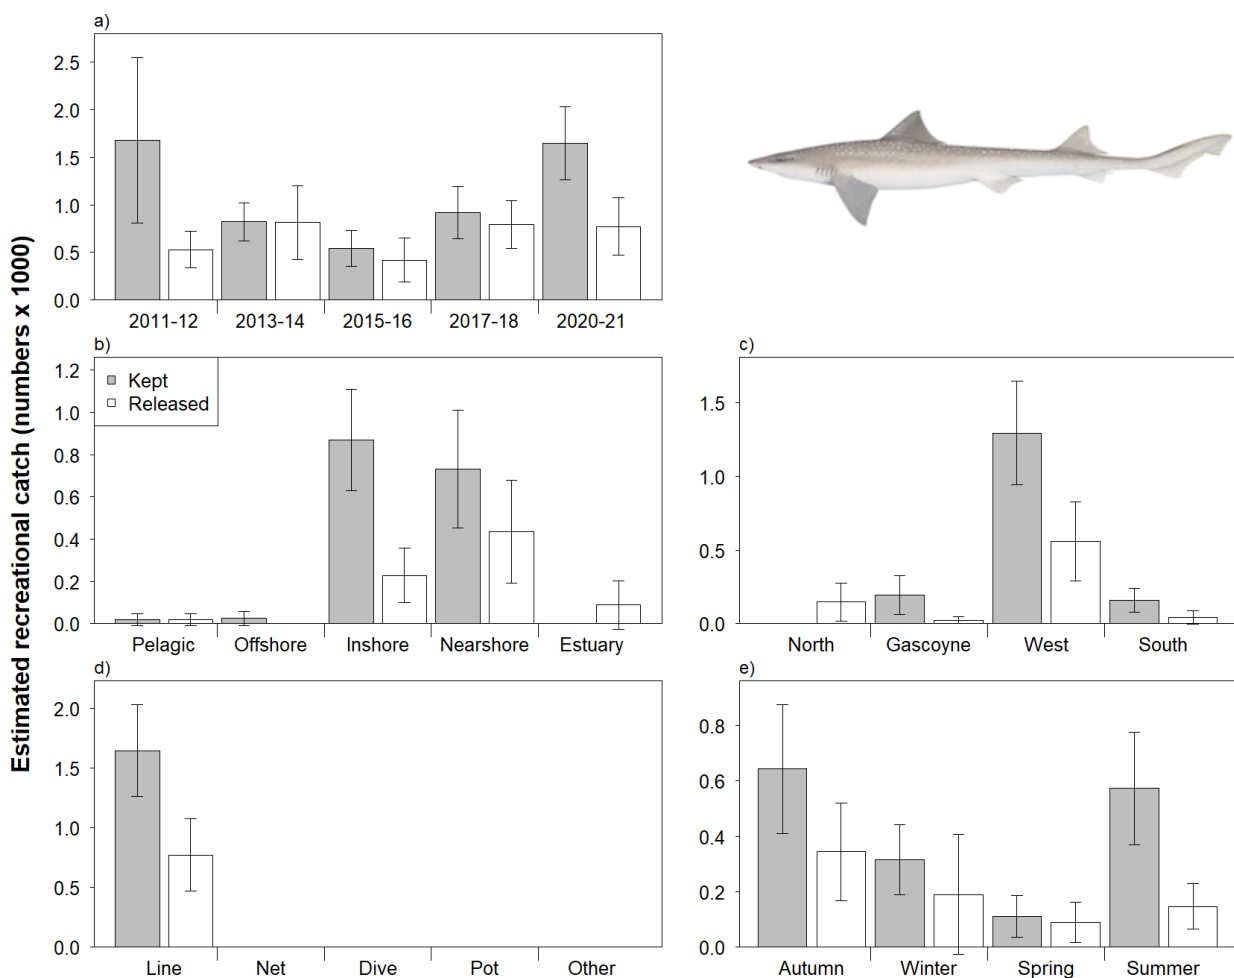 Estimated recreational catch (numbers x 1000)
a)
2.5
2.0
1.5
1.0
0.5
0.0
2011-12 2013-14 2015-16 2017-18 2020-21
b)
1.2
1.0
0.8
0.6
0.4
0.2
0.0
Kept
Released
Pelagic Offshore Inshore Nearshore Estuary
c)
1.5
1.0
0.5
0.0
North Gascoyne West South
d)
2.0
1.5
1.0
0.5
0.0
Line Net Dive Pot Other
e)
0.8
0.6
0.4
0.2
0.0
Autumn Winter Spring Summer